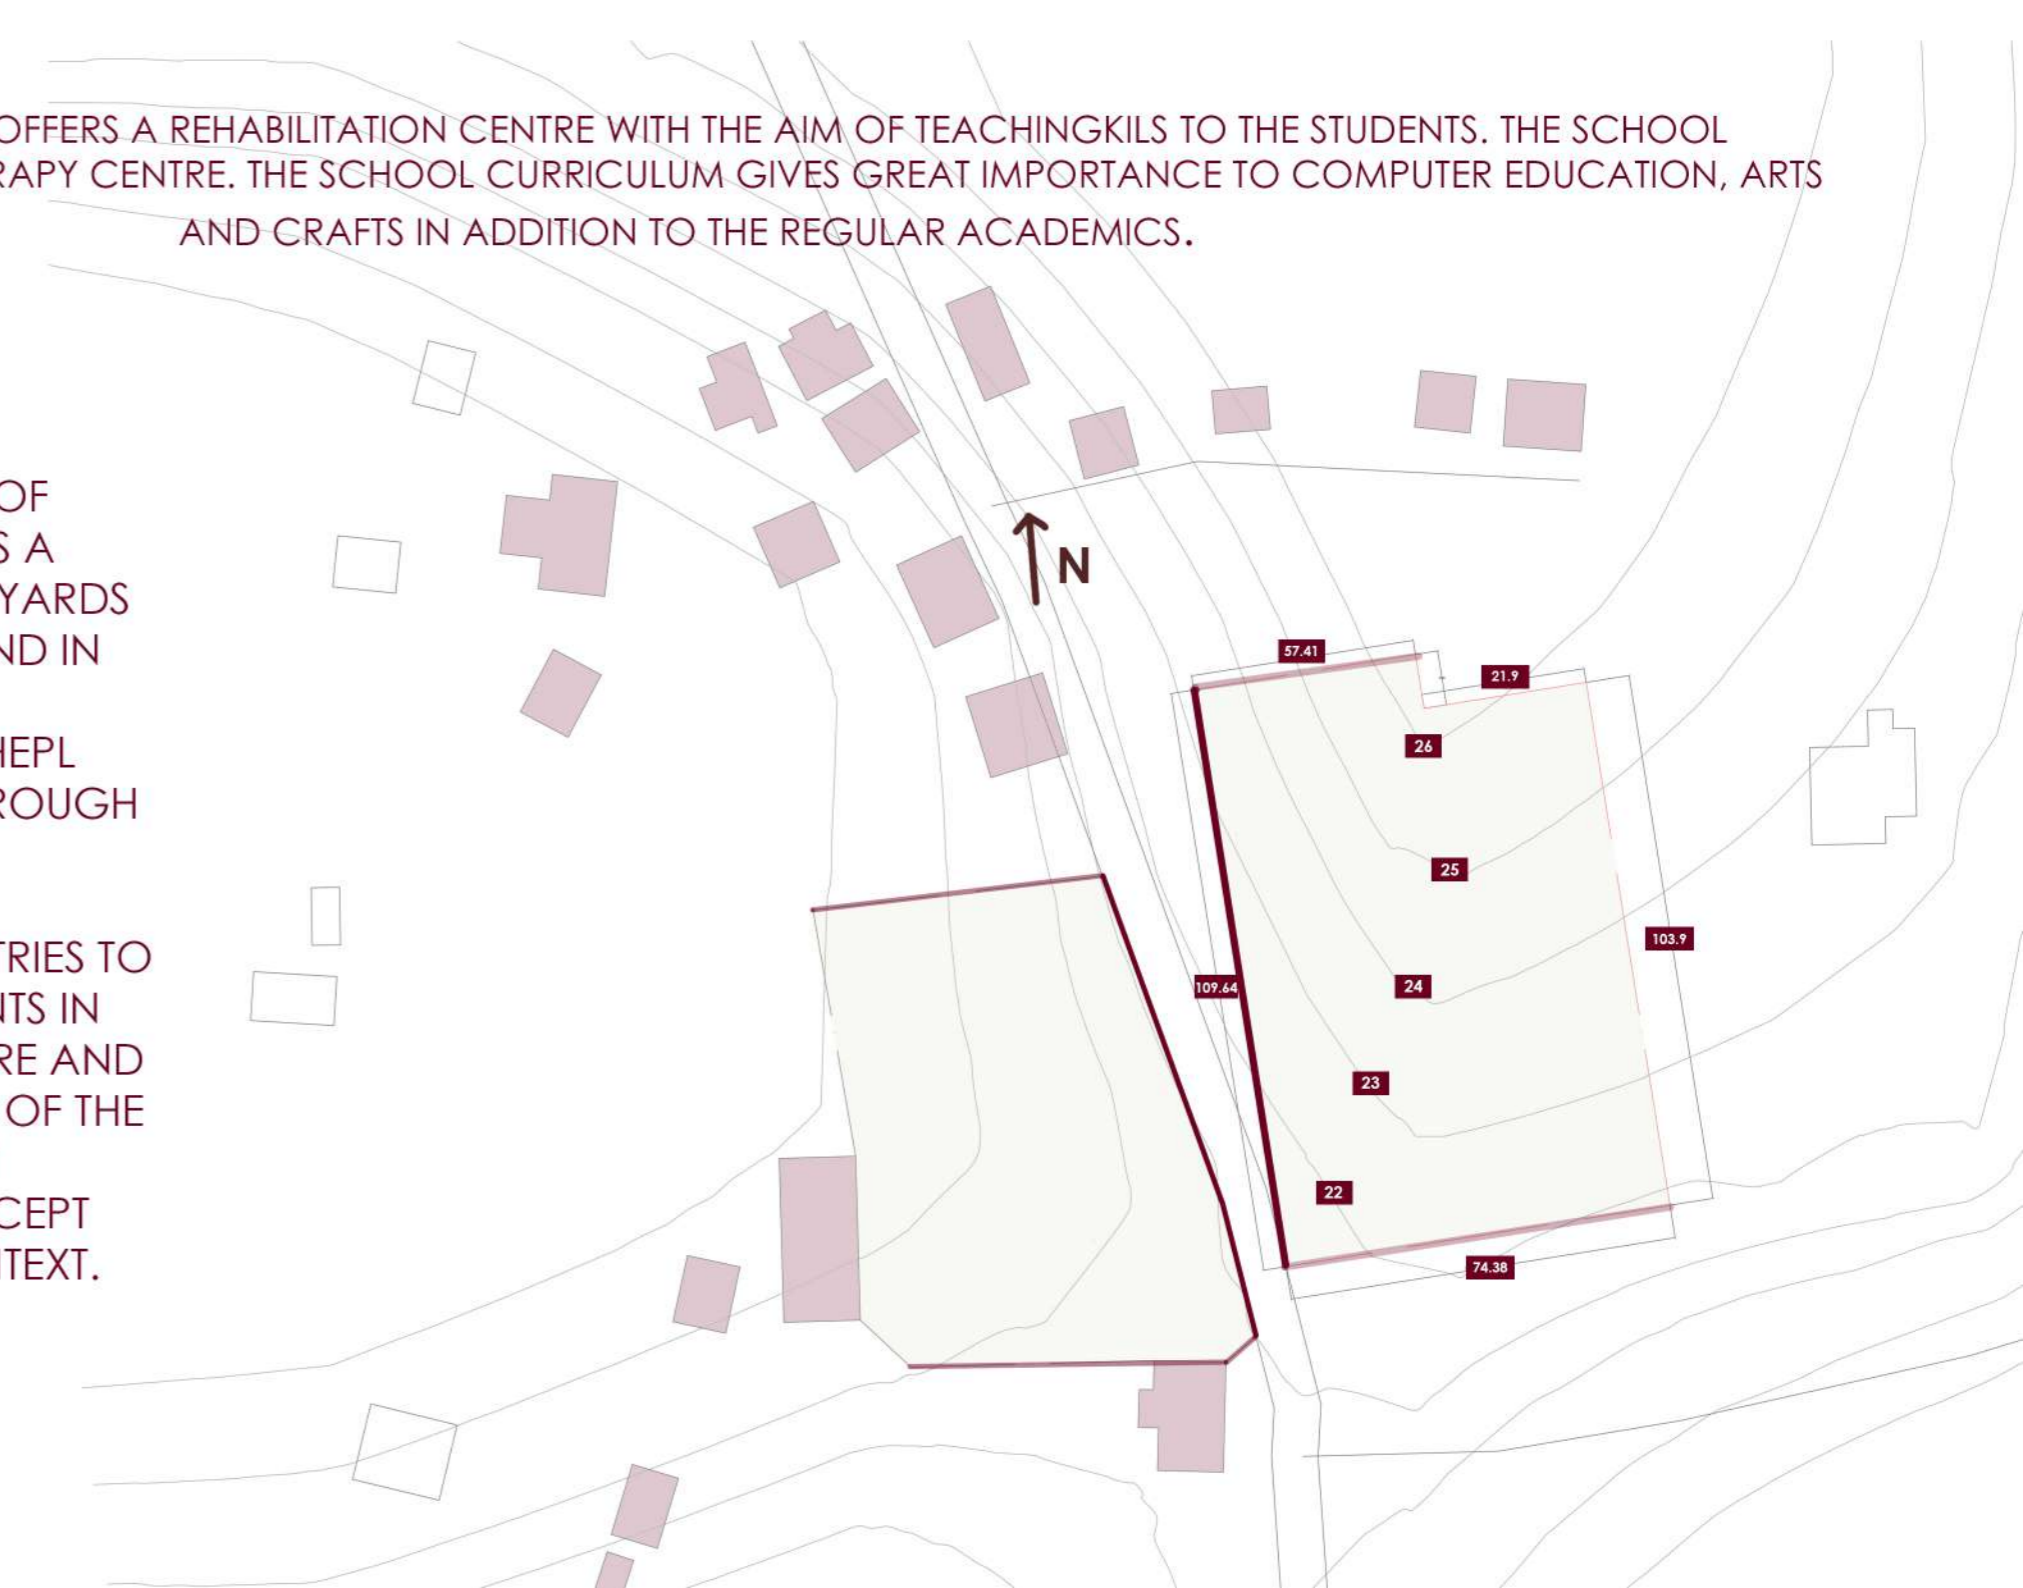 OFFERS A REHABILITATION CENTRE WITH THE AIM OF TEACHINGKILS TO THE STUDENTS. THE SCHOOL
RAPY CENTRE. THE SCHOOL CURRICULUM GIVES GREAT IMPORTANCE TO COMPUTER EDUCATION, ARTS
AND CRAFTS IN ADDITION TO THE REGULAR ACADEMICS.
OF
S A
YARDS
ND IN
HEPL
ROUGH
TRIES TO
NTS IN
RE AND
OF THE
CEPT
TEXT.
N
57.41
21.9
26
25
103.9
109.64
24
23
22
74.38